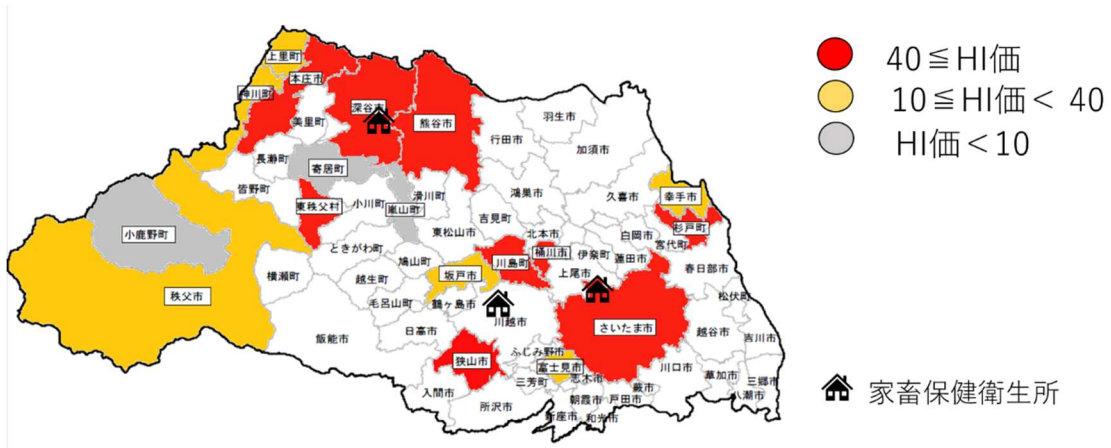 40≦HI価
10≦HI価< 40
HI価<10
家畜保健衛生所
上里町
本庄市
神川町
美里町
深谷市
熊谷市
長瀞町
寄居町
皆野町
東秩父村
小川町
嵐山町
滑川町
小鹿野町
秩父市
横瀬町
ときがわ町
東松山市
吉見町
鳩山町
越生町
毛呂山町
坂戸市
鶴ヶ島市
川島町
日高市
飯能市
川越市
狭山市
入間市
所沢市
行田市
羽生市
加須市
鴻巣市
北本市
桶川市
久喜市
幸手市
杉戸町
宮代町
白岡市
伊奈町
蓮田市
上尾市
春日部市
さいたま市
松伏町
越谷市
吉川市
ふじみ野市
富士見市
三芳町
志木市
朝霞市
新座市
和光市
戸田市
蕨市
川口市
草加市
三郷市
八潮市